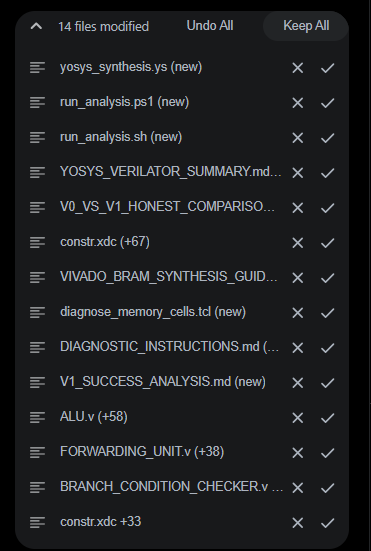 14 files modified Undo All Keep All
yosys_synthesis.ys (new)
run_analysis.ps1 (new)
run_analysis.sh (new)
YOSYS_VERILATOR_SUMMARY.md...
V0_VS_V1_HONEST_COMPARISO...
constr.xdc (+67)
VIVADO_BRAM_SYNTHESIS_GUID...
diagnose_memory_cells.tcl (new)
DIAGNOSTIC_INSTRUCTIONS.md (...
V1_SUCCESS_ANALYSIS.md (new)
ALU.v (+58)
FORWARDING_UNIT.v (+38)
BRANCH_CONDITION_CHECKER.v ...
constr.xdc +33